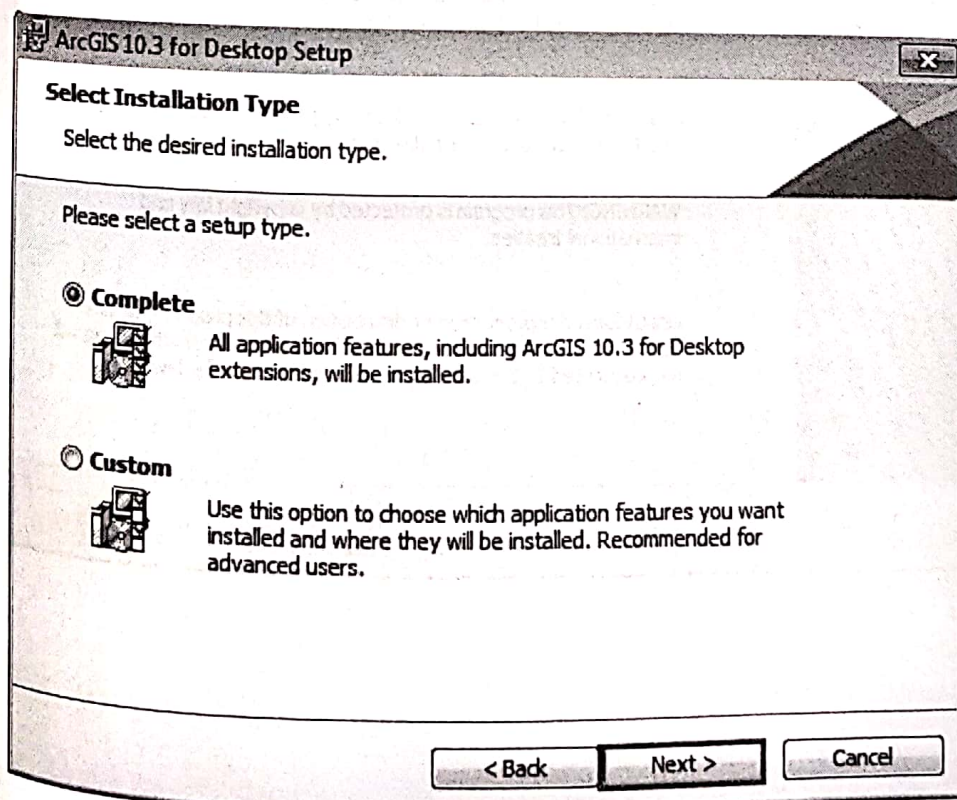 ArcGIS 10.3 for Desktop Setup
Select Installation Type
Select the desired installation type.
Please select a setup type.
Complete
All application features, including ArcGIS 10.3 for Desktop
extensions, will be installed.
Custom
Use this option to choose which application features you want
installed and where they will be installed. Recommended for
advanced users.
< Back
Next >
Cancel